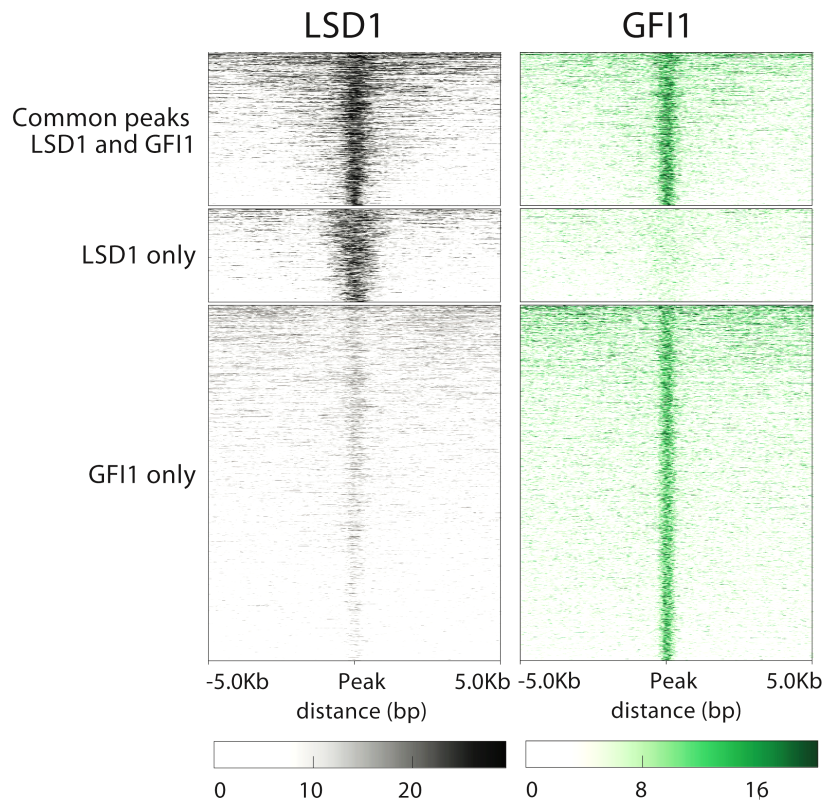 LSD1 GFI1
Common peaks
LSD1 and GFI1
LSD1 only
GFI1 only
-5.0Kb Peak 5.0Kb -5.0Kb Peak 5.0Kb
distance (bp) distance (bp)
0 10 20 0 8 16